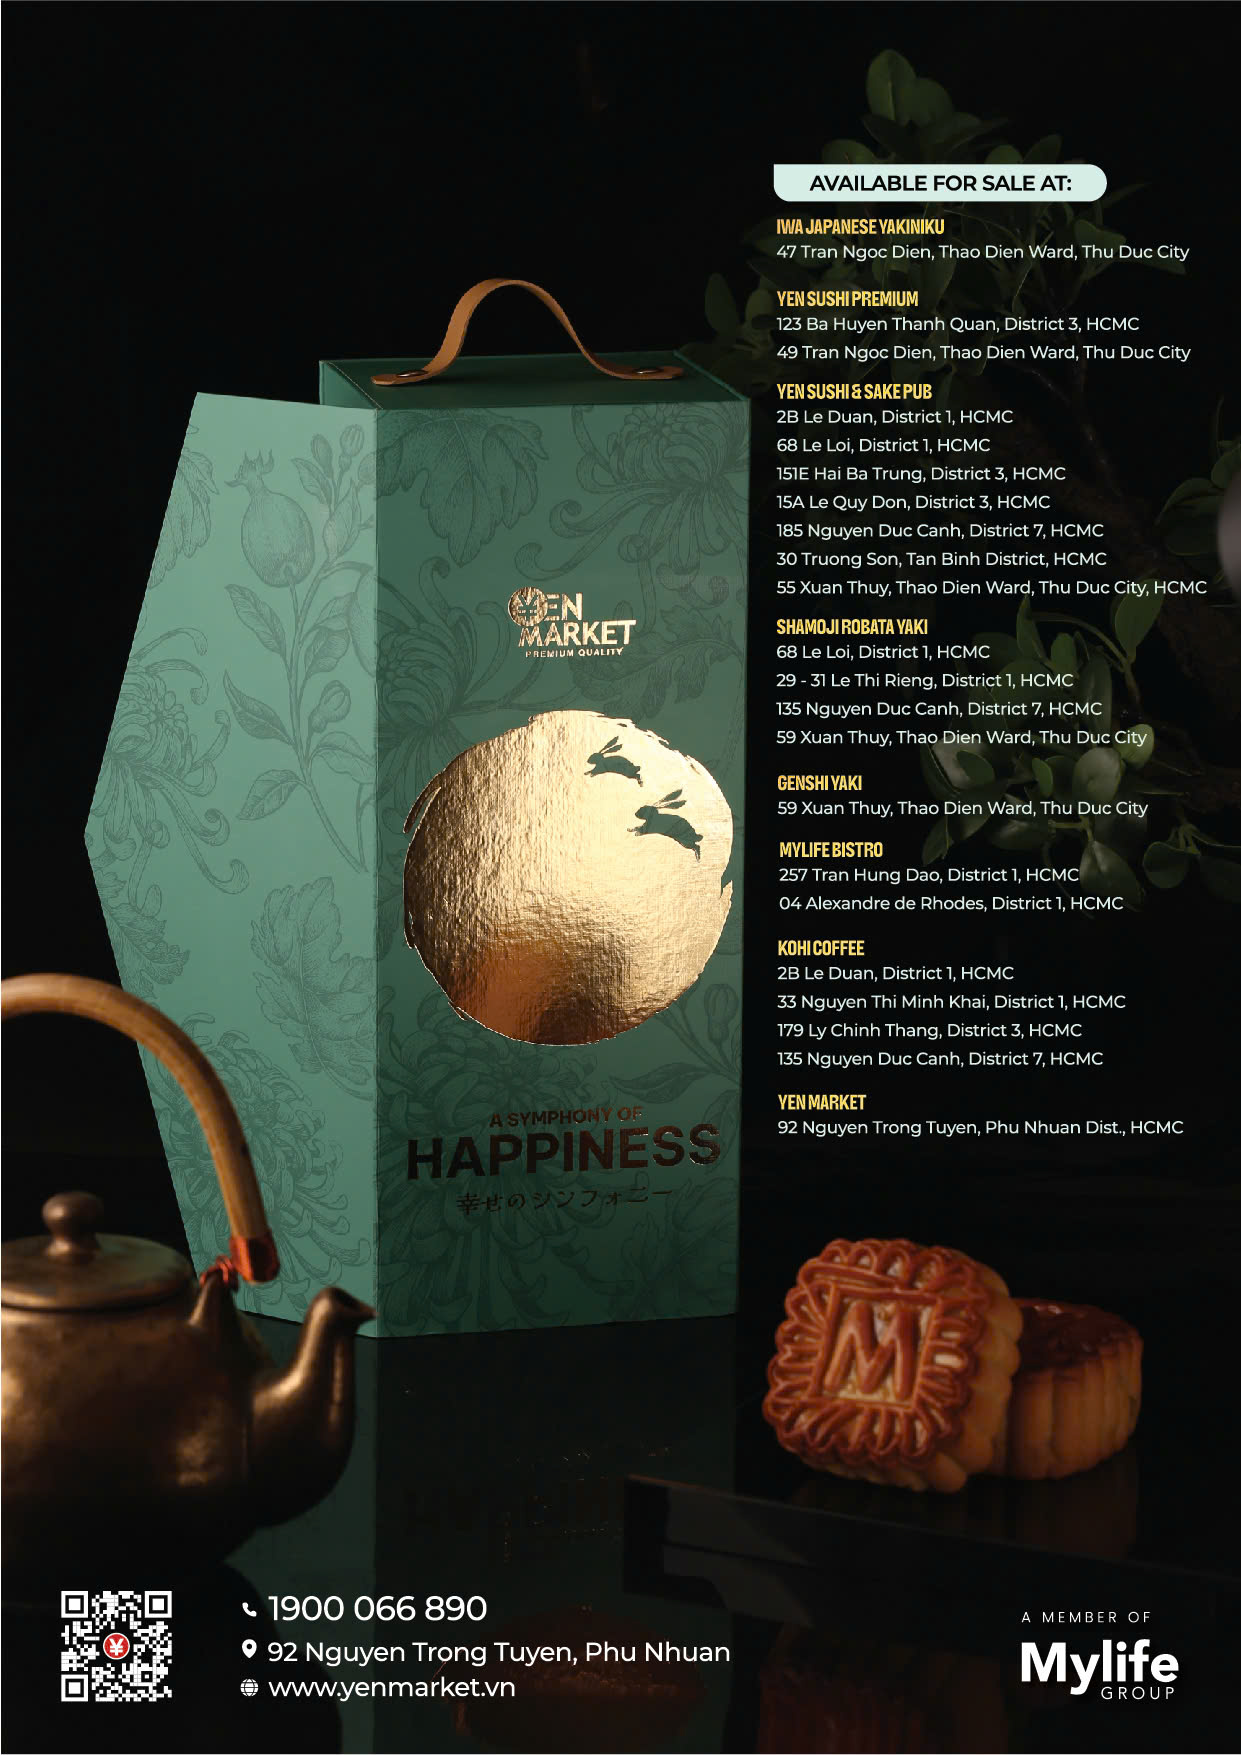 AVAILABLE FOR SALE AT:
IWA JAPANESE YAKINIKU
47 Tran Ngoc Dien, Thao Dien Ward, Thu Duc City
YEN SUSHI PREMIUM
123 Ba Huyen Thanh Quan, District 3, HCMC
49 Tran Ngoc Dien, Thao Dien Ward, Thu Duc City
YEN SUSHI & SAKE PUB
2B Le Duan, District 1, HCMC
68 Le Loi, District 1, HCMC
151E Hai Ba Trung, District 3, HCMC
15A Le Quy Don, District 3, HCMC
185 Nguyen Duc Canh, District 7, HCMC
30 Truong Son, Tan Binh District, HCMC
55 Xuan Thuy, Thao Dien Ward, Thu Duc City, HCMC
SHAMOJI ROBATA YAKI
68 Le Loi, District 1, HCMC
29 - 31 Le Thi Rieng, District 1, HCMC
135 Nguyen Duc Canh, District 7, HCMC
59 Xuan Thuy, Thao Dien Ward, Thu Duc City
GENSHI YAKI
59 Xuan Thuy, Thao Dien Ward, Thu Duc City
MYLIFE BISTRO
257 Tran Hung Dao, District 1, HCMC
04 Alexandre de Rhodes, District 1, HCMC
KOHI COFFEE
2B Le Duan, District 1, HCMC
33 Nguyen Thi Minh Khai, District 1, HCMC
179 Ly Chinh Thang, District 3, HCMC
135 Nguyen Duc Canh, District 7, HCMC
YEN MARKET
92 Nguyen Trong Tuyen, Phu Nhuan Dist., HCMC
¥EN
MARKET
PREMIUM QUALITY
A SYMPHONY OF
HAPPINESS
幸せのシンフォニー
M
1900 066 890
92 Nguyen Trong Tuyen, Phu Nhuan
www.yenmarket.vn
¥
A MEMBER OF
Mylife
GROUP